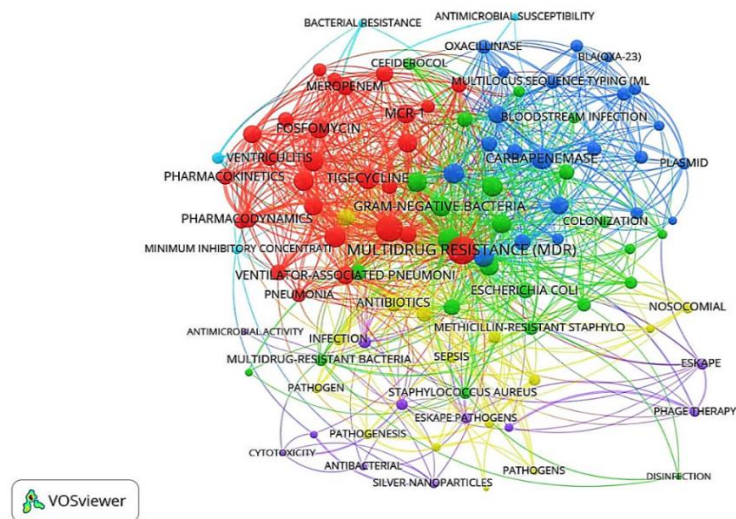 BACTERIAL RESISTANCE
ANTIMICROBIAL SUSCEPTIBILITY
OXACILLINASE
BLA(OXA-23)
CEFIDEROCOL
MEROPENEM
MULTILOCUS SEQUENCE TYPING (ML
MCR-1
BLOODSTREAM INFECTION
FOSFOMYCIN
VENTRICULITIS
CARBAPENEMASE
PLASMID
PHARMACOKINETICS
TIGECYCLINE
GRAM-NEGATIVE BACTERIA
PHARMACODYNAMICS
COLONIZATION
MINIMUM INHIBITORY CONCENTRATI
MULTIDRUG RESISTANCE (MDR)
VENTILATOR-ASSOCIATED PNEUMONI
ESCHERICHIA COLI
PNEUMONIA
ANTIBIOTICS
NOSOCOMIAL
ANTIMICROBIAL ACTIVITY
METHICILLIN-RESISTANT STAPHYLO
INFECTION
MULTIDRUG-RESISTANT BACTERIA
SEPSIS
ESKAPE
PATHOGEN
STAPHYLOCOCCUS AUREUS
PHAGE THERAPY
ESKAPE PATHOGENS
PATHOGENESIS
CYTOTOXICITY
ANTIBACTERIAL
PATHOGENS
SILVER NANOPARTICLES
DISINFECTION
VOSviewer